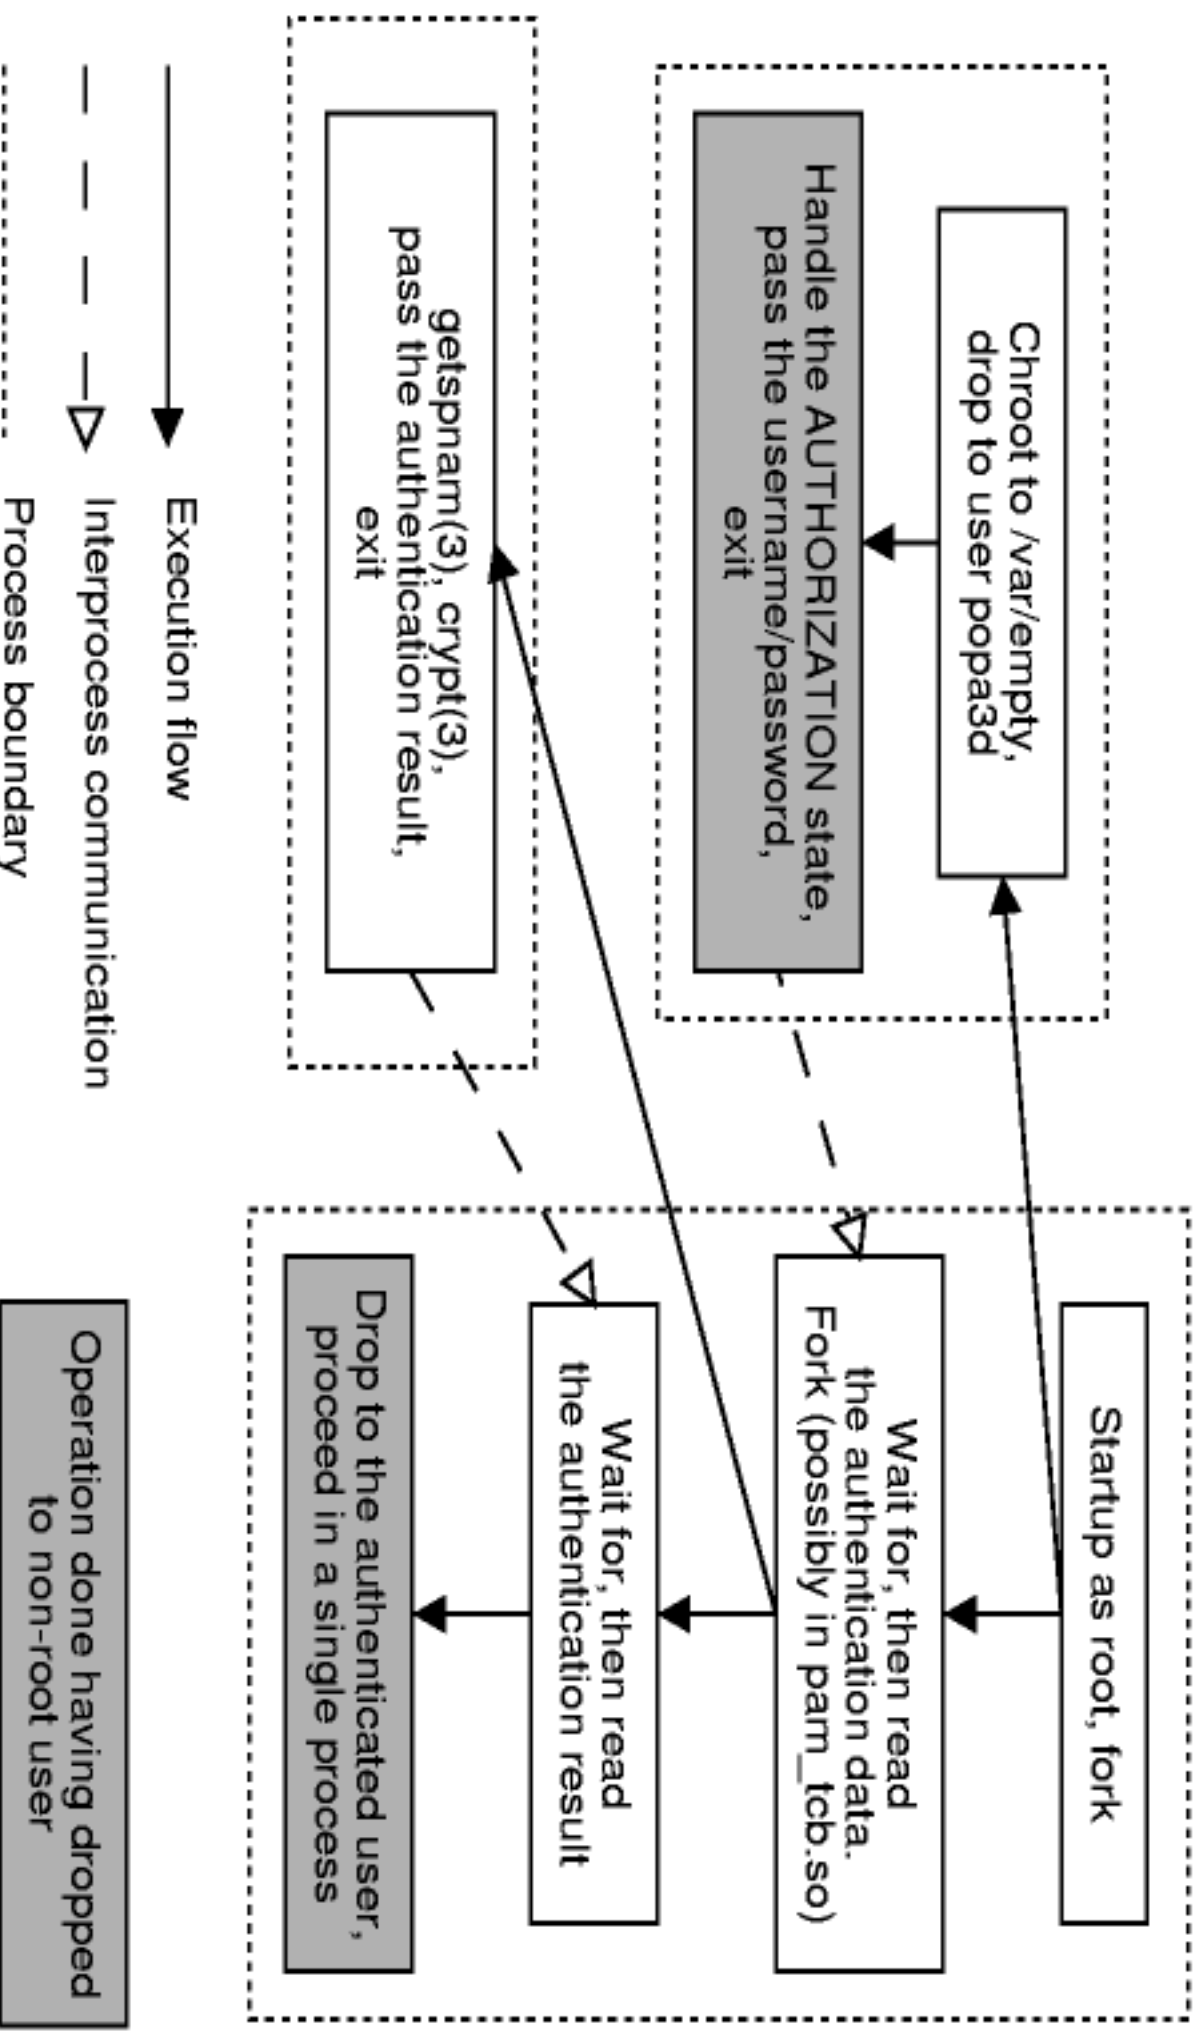 Startup as root, fork
Chroot to /var/empty,
drop to user popa3d
Handle the AUTHORIZATION state,
pass the username/password,
exit
Wait for, then read
the authentication data.
Fork (possibly in pam_tcb.so)
getspnam(3), crypt(3),
pass the authentication result,
exit
Wait for, then read
the authentication result
Drop to the authenticated user,
proceed in a single process
Execution flow
Interprocess communication
Process boundary
Operation done having dropped
to non-root user